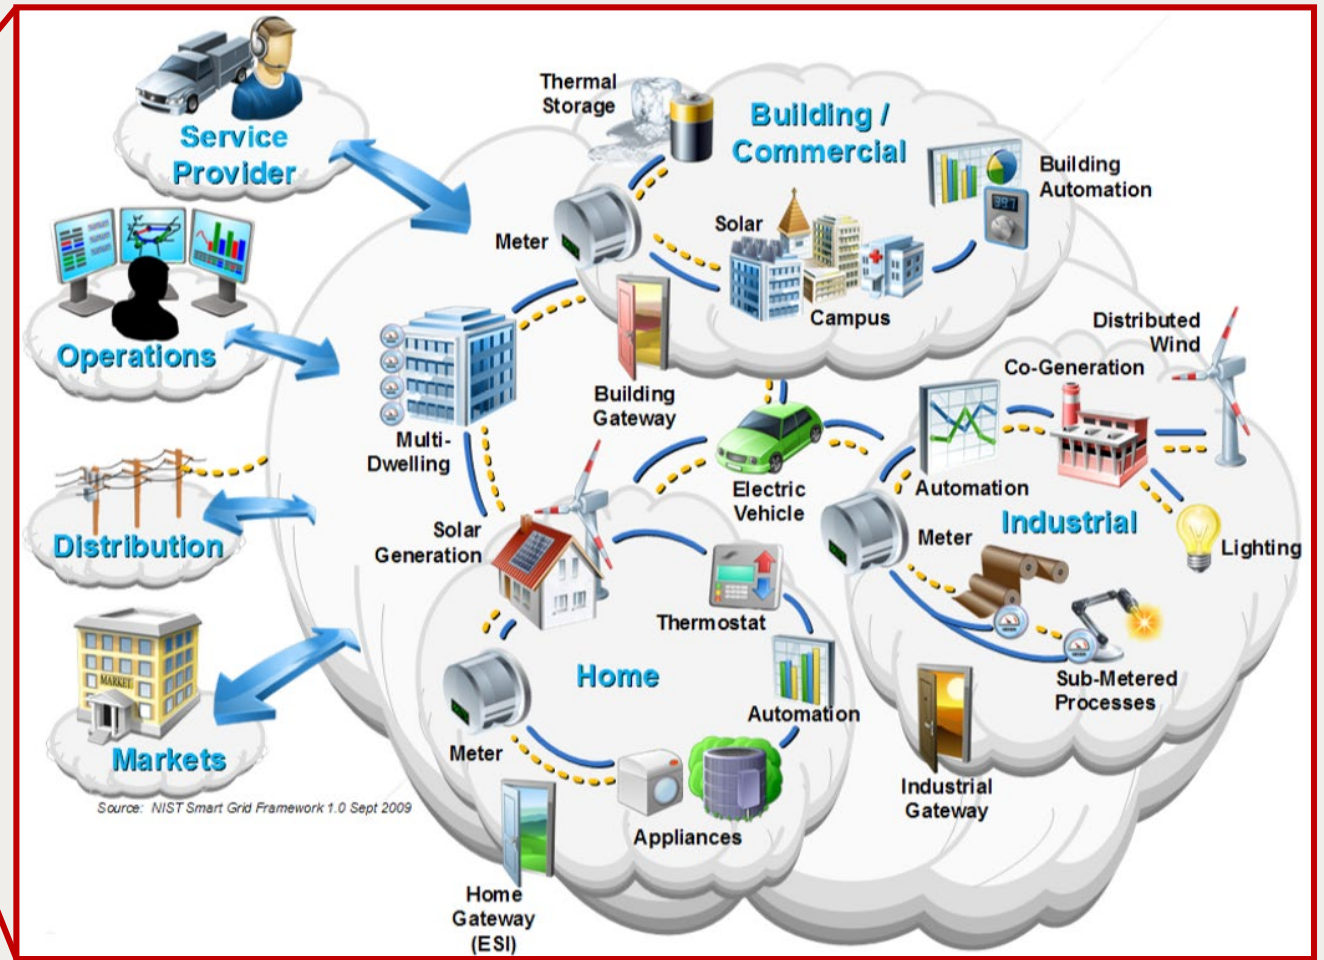 Service
Provider
Operations
Distribution
MARKET
Markets
Source: NIST Smart Grid Framework 1.0 Sept 2009
Thermal
Storage
Building /
Commercial
Building
Automation
Meter
Solar
Campus
Building
Gateway
Multi-
Dwelling
Electric
Vehicle
Distributed
Wind
Co-Generation
Automation
Industrial
Meter
Lighting
Sub-Metered
Processes
Industrial
Gateway
Solar
Generation
Thermostat
Home
Automation
Meter
Appliances
Home
Gateway
(ESI)